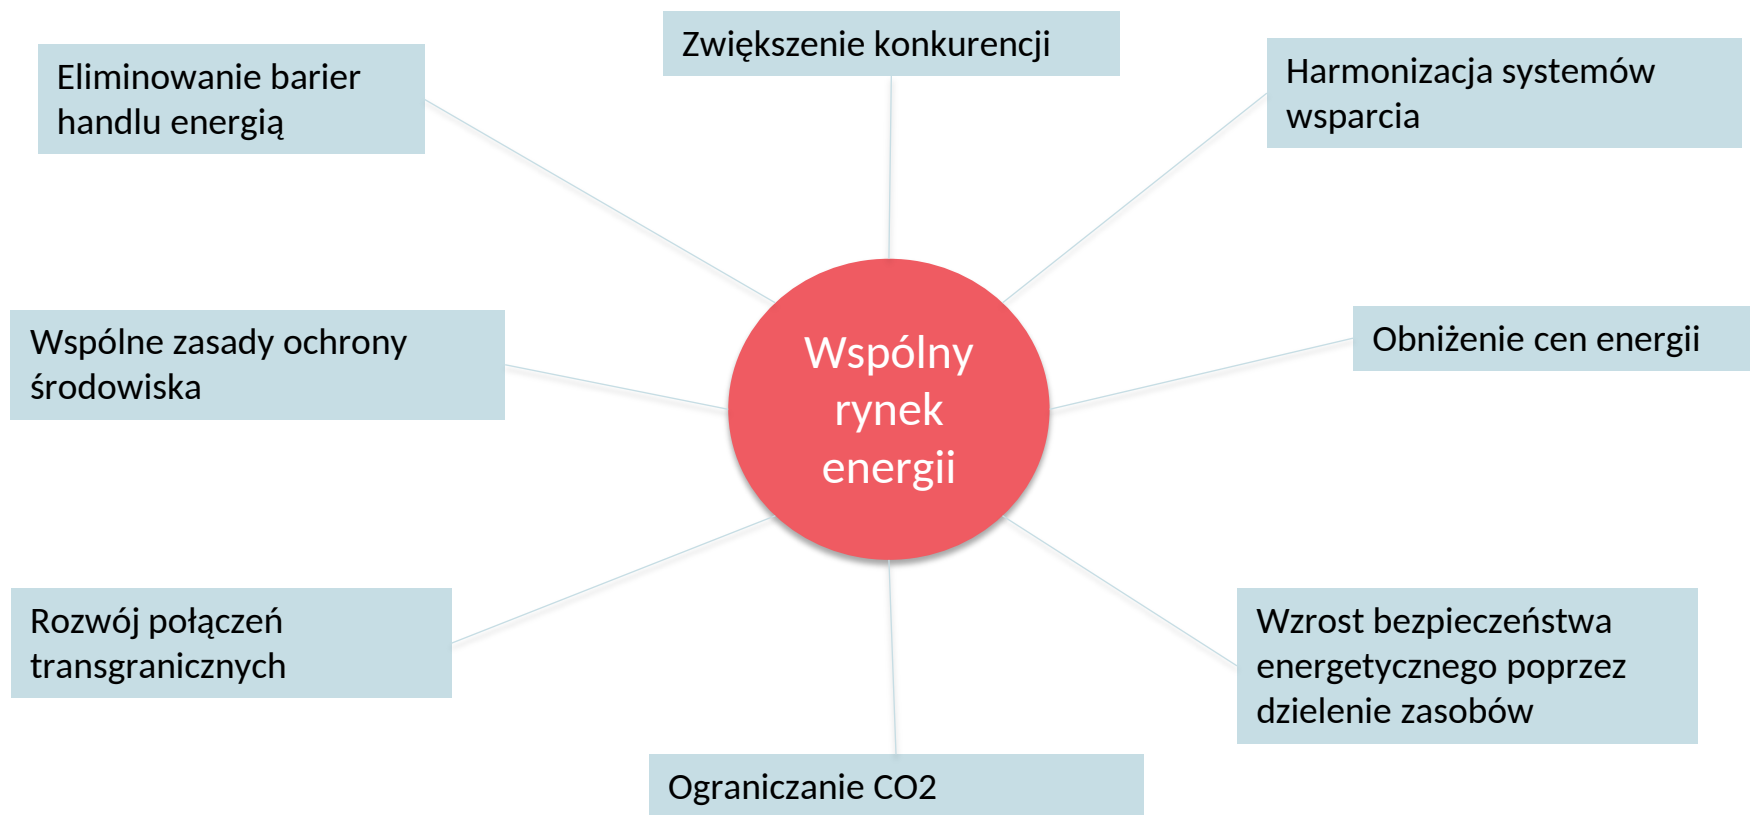 Zwiększenie konkurencji
Eliminowanie barier
handlu energią
Harmonizacja systemów
wsparcia
Wspólne zasady ochrony
środowiska
Wspólny
rynek
energii
Obniżenie cen energii
Rozwój połączeń
transgranicznych
Wzrost bezpieczeństwa
energetycznego poprzez
dzielenie zasobów
Ograniczanie CO2